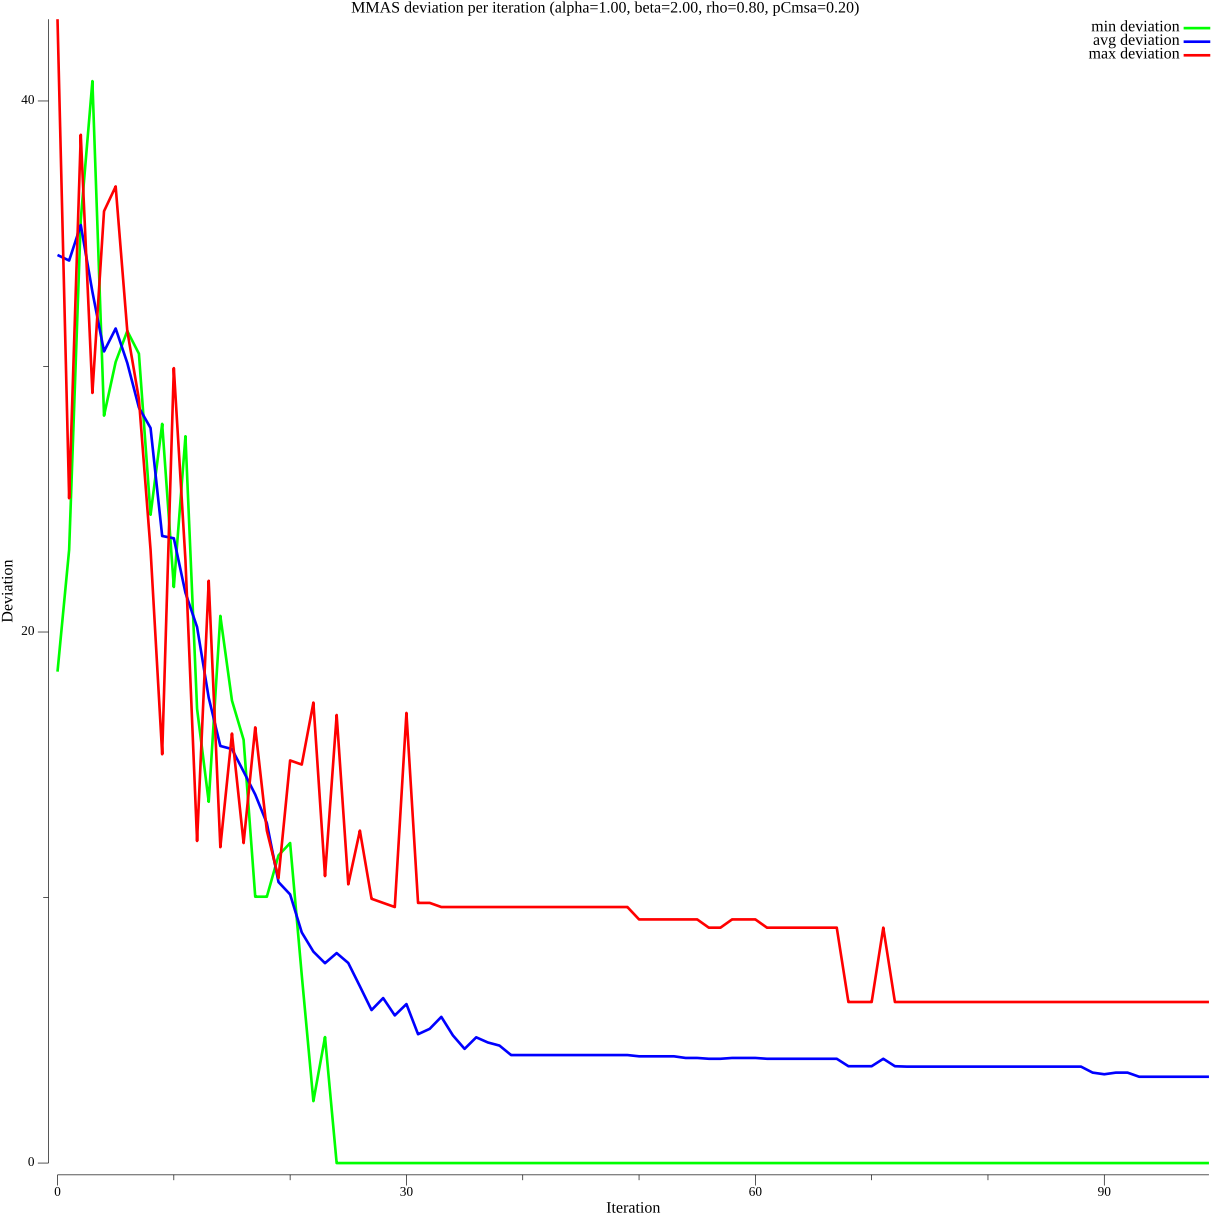 MMAS deviation per iteration (alpha=1.00, beta=2.00, rho=0.80, pCmsa=0.20)
min deviation
avg deviation
max deviation
40
20
0
Deviation
0 30 60 90
Iteration